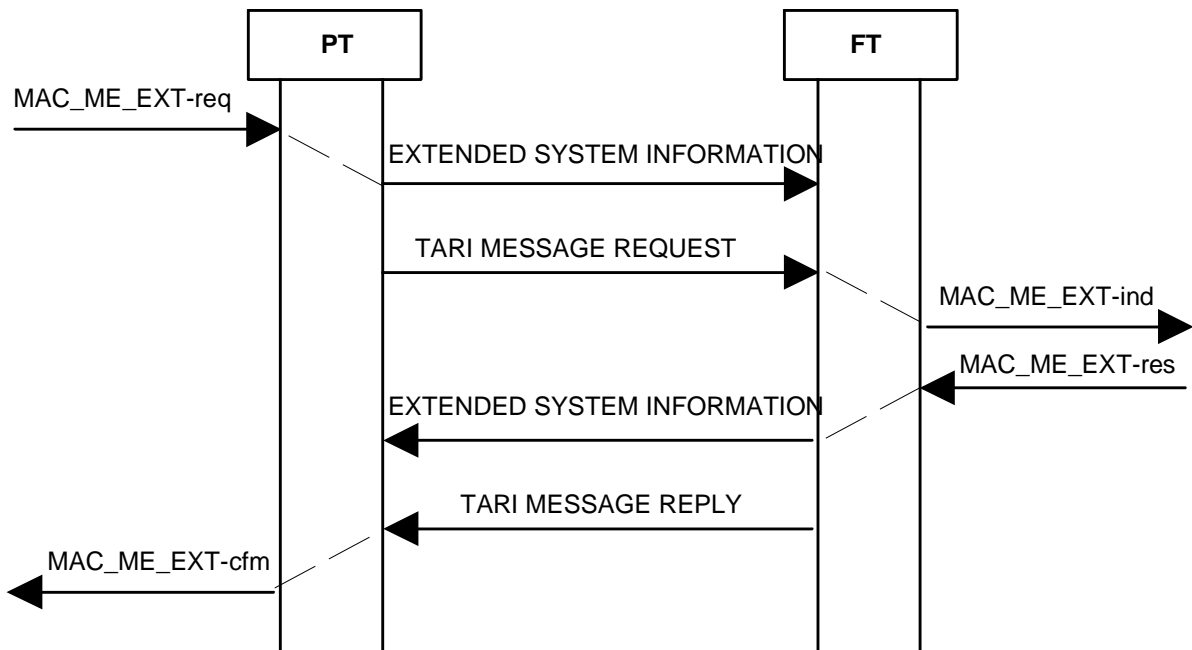 PT
FT
MAC_ME_EXT-req
EXTENDED SYSTEM INFORMATION
TARI MESSAGE REQUEST
MAC_ME_EXT-ind
MAC_ME_EXT-res
EXTENDED SYSTEM INFORMATION
TARI MESSAGE REPLY
MAC_ME_EXT-cfm